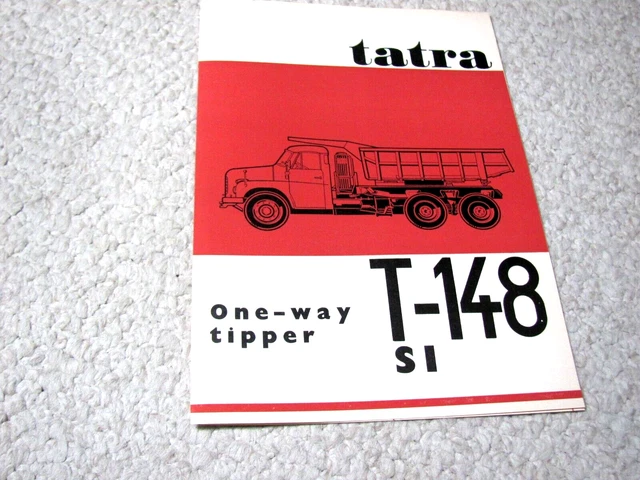 tatra
One-way
tipper
T-148
S1